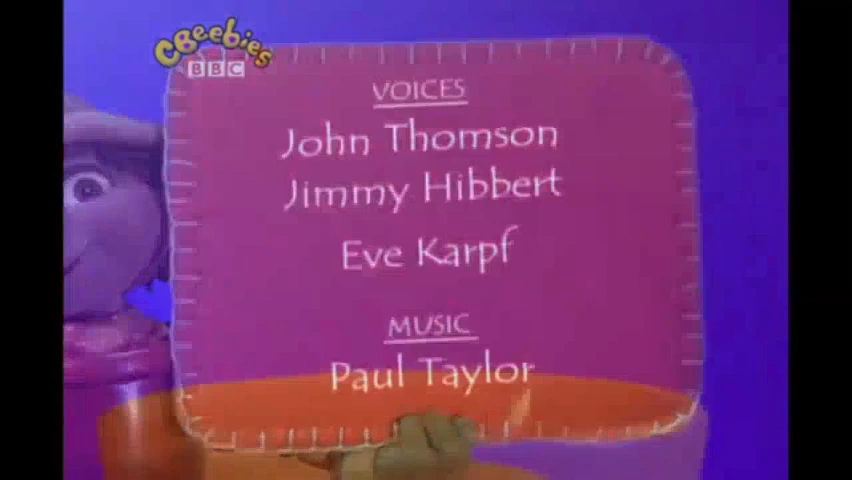 CBeebies
BBC
VOICES
John Thomson
Jimmy Hibbert
Eve Karpf
MUSIC
Paul Taylor